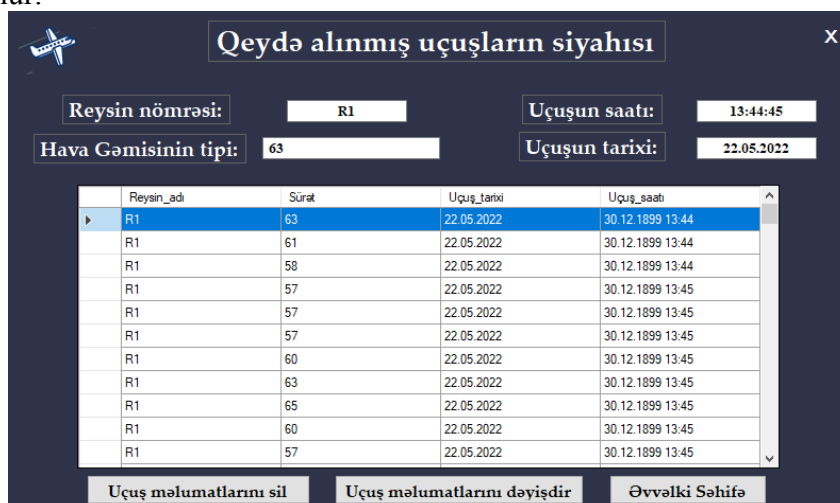 Qeydə alınmış uçuşların siyahısı
X
Reysin nömrəsi: R1 Uçuşun saatı: 13:44:45
Hava Gəmisinin tipi: 63 Uçuşun tarixi: 22.05.2022
Reysin_adı Sürət Uçuş_tarixi Uçuş_saatı
R1 63 22.05.2022 30.12.1899 13:44
R1 61 22.05.2022 30.12.1899 13:44
R1 58 22.05.2022 30.12.1899 13:44
R1 57 22.05.2022 30.12.1899 13:45
R1 57 22.05.2022 30.12.1899 13:45
R1 57 22.05.2022 30.12.1899 13:45
R1 60 22.05.2022 30.12.1899 13:45
R1 63 22.05.2022 30.12.1899 13:45
R1 65 22.05.2022 30.12.1899 13:45
R1 60 22.05.2022 30.12.1899 13:45
R1 57 22.05.2022 30.12.1899 13:45
Uçuş məlumatlarını sil Uçuş məlumatlarını dəyişdir Əvvəlki Səhifə